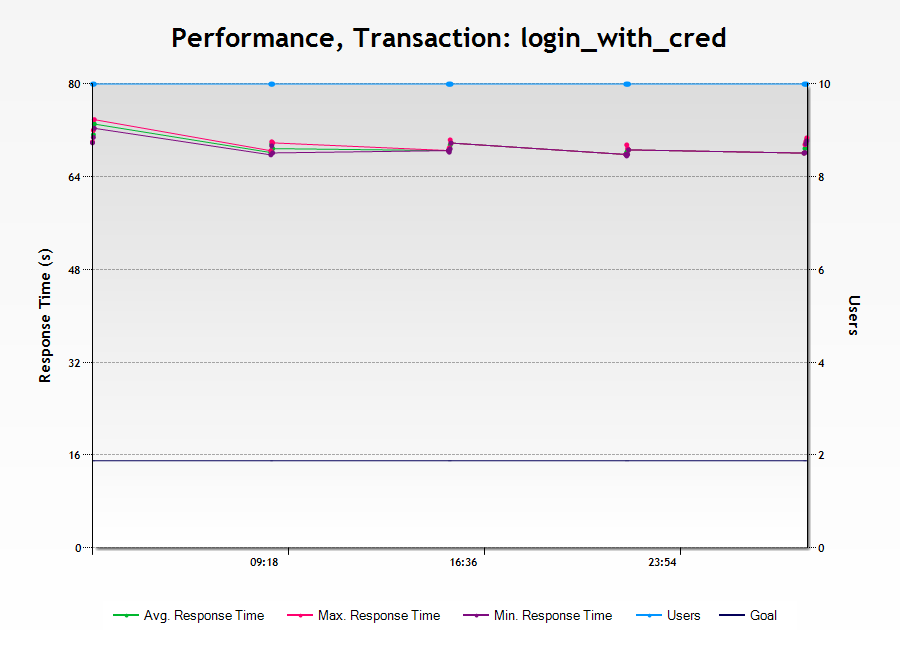 Performance, Transaction: login_with_cred
80
64
48
32
16
0
Response Time (s)
10
8
6
4
2
0
Users
09:18
16:36
23:54
Avg. Response Time
Max. Response Time
Min. Response Time
Users
Goal